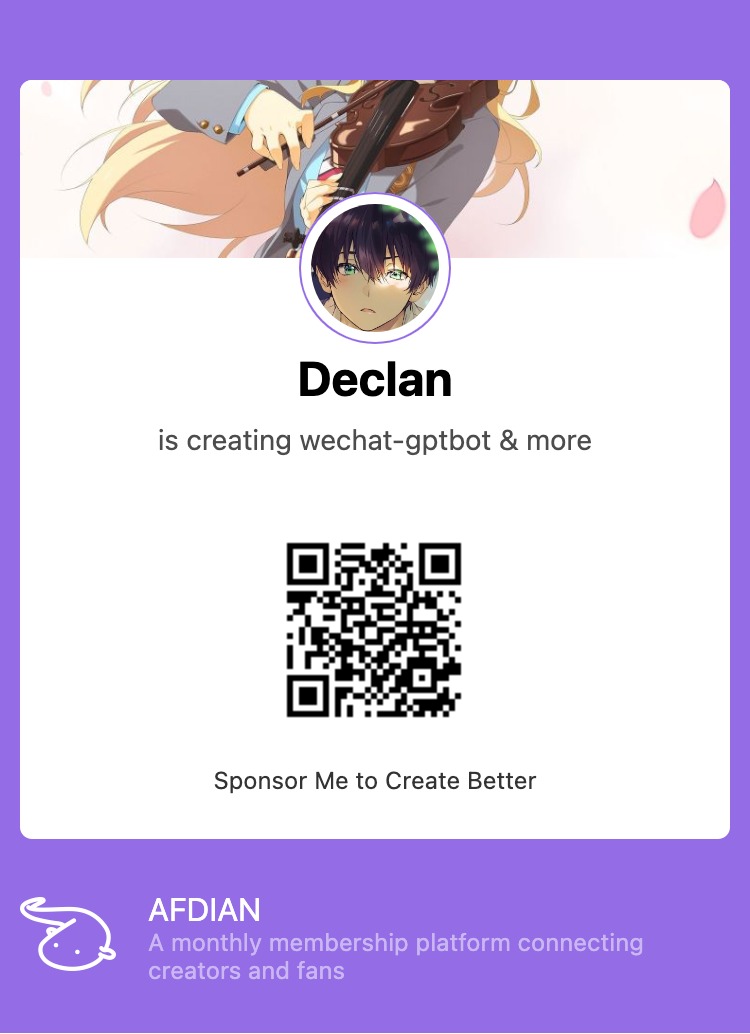 Declan
is creating wechat-gptbot & more
Sponsor Me to Create Better
AFDIAN
A monthly membership platform connecting
creators and fans